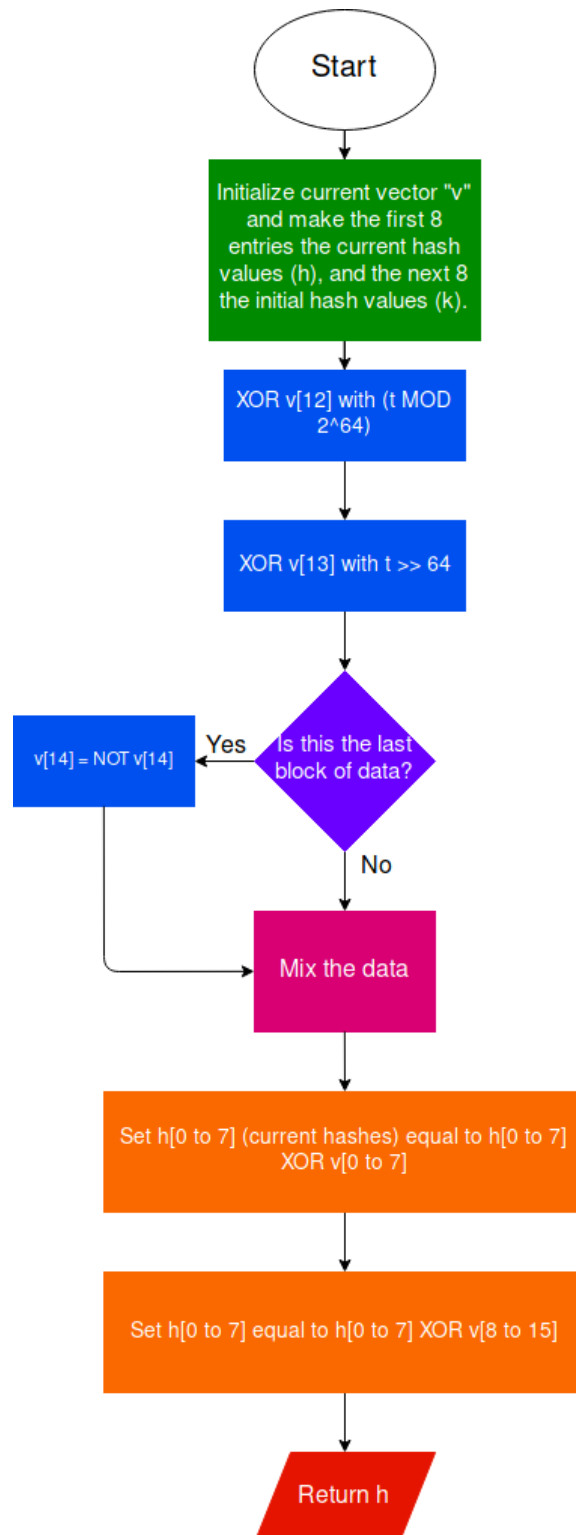 Start
Initialize current vector "v"
and make the first 8
entries the current hash
values (h), and the next 8
the initial hash values (k).
XOR v[12] with (t MOD
2^64)
XOR v[13] with t >> 64
Is this the last
block of data?
Yes
v[14] = NOT v[14]
No
Mix the data
Set h[0 to 7] (current hashes) equal to h[0 to 7]
XOR v[0 to 7]
Set h[0 to 7] equal to h[0 to 7] XOR v[8 to 15]
Return h